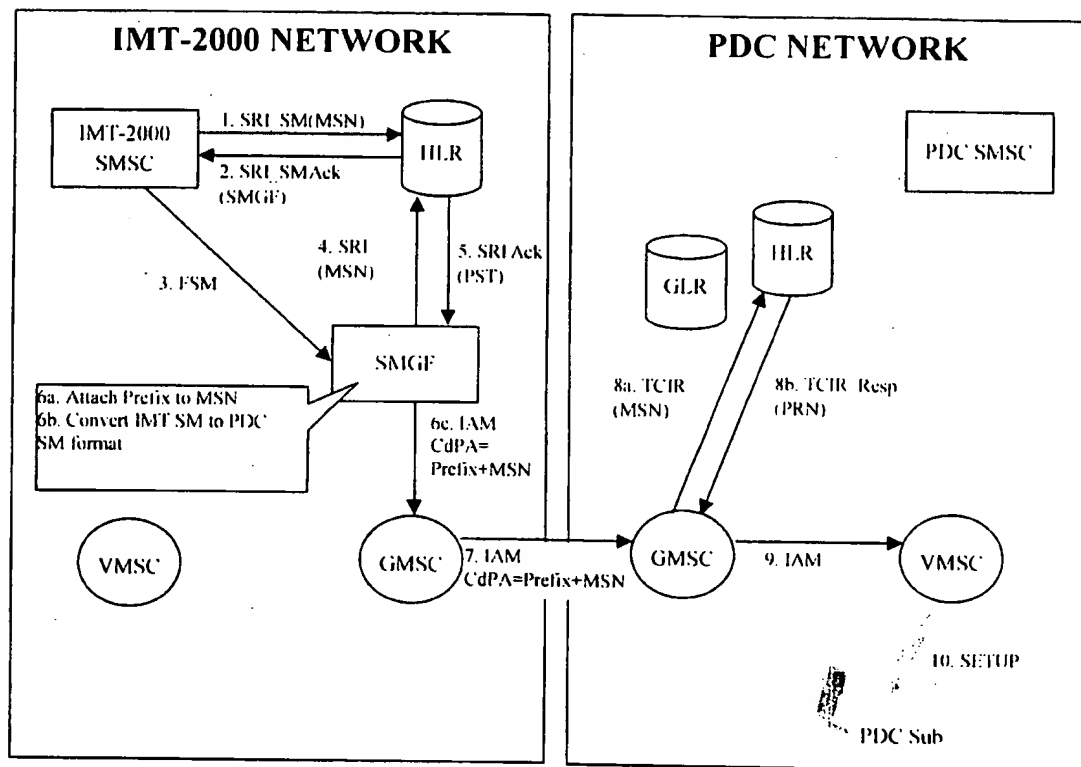 IMT-2000 NETWORK
IMT-2000
SMSC
1. SRI_SM(MSN)
2. SRI_SMAck
(SMGF)
HLR
3. FSM
4. SRI
(MSN)
5. SRI Ack
(PST)
SMGF
6a. Attach Prefix to MSN
6b. Convert IMT SM to PDC
SM format
6c. IAM
CdPA=
Prefix+MSN
VMSC
GMSC
7. IAM
CdPA=Prefix+MSN
PDC NETWORK
PDC SMSC
HLR
GLR
8a. TCIR
(MSN)
8b. TCIR_Resp
(PRN)
GMSC
9. IAM
VMSC
10. SETUP
PDC Sub